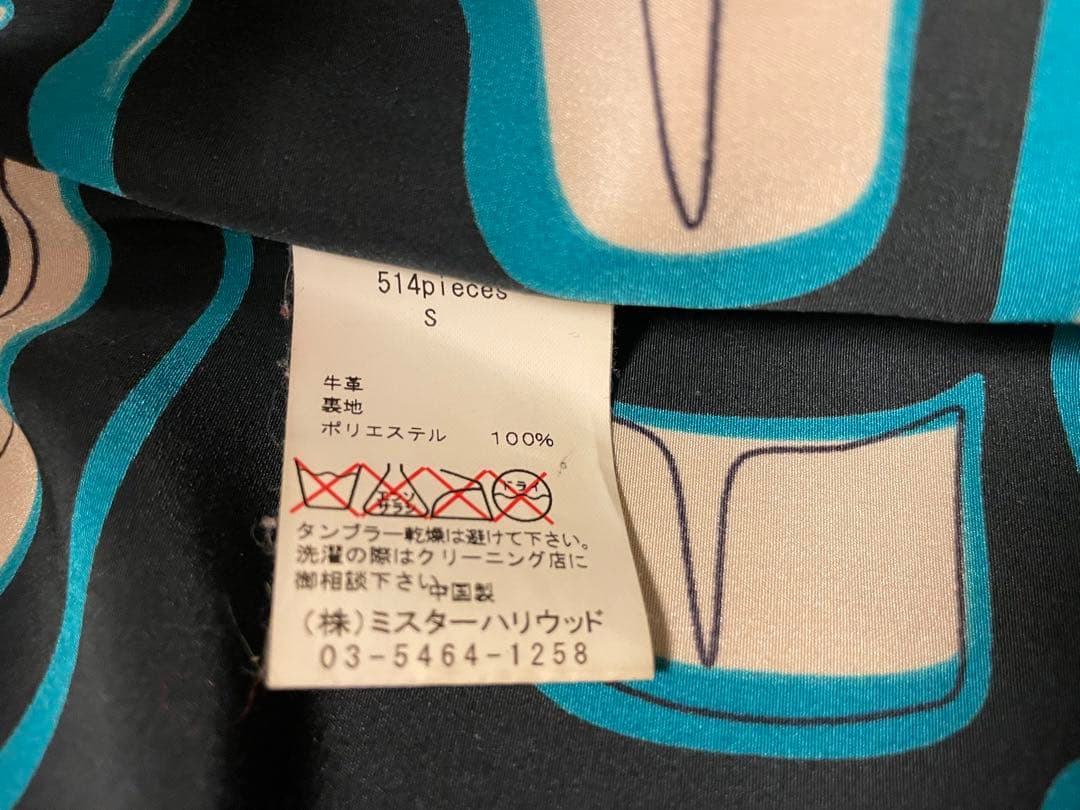 514pieces
S
牛革
裏地
ポリエステル 100%
エンソ サラシ ドライ
タンブラー乾燥は避けて下さい。
洗濯の際はクリーニング店に
御相談下さい。
中国製
(株)ミスターハリウッド
03-5464-1258